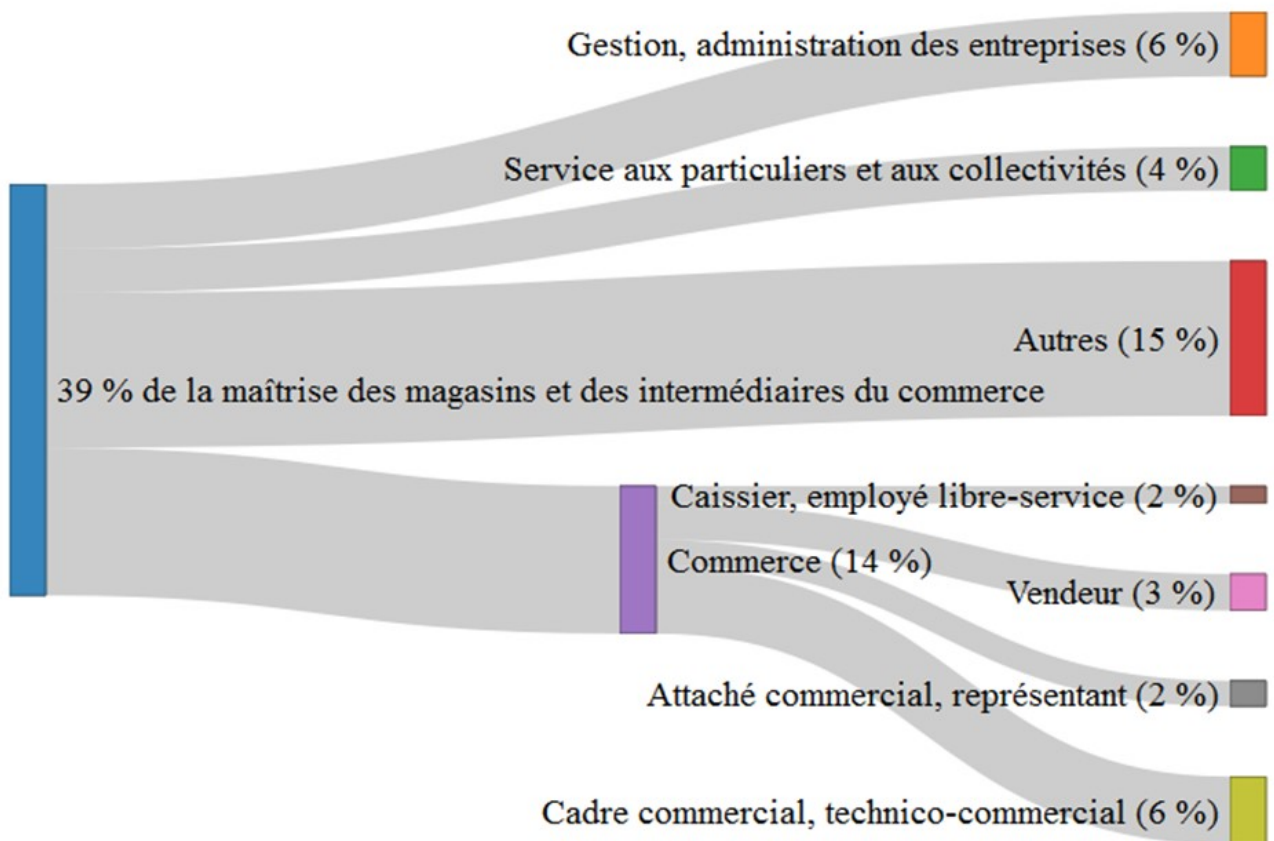 Gestion, administration des entreprises (6 %)
Service aux particuliers et aux collectivités (4 %)
Autres (15 %)
39 % de la maîtrise des magasins et des intermédiaires du commerce
Caissier, employé libre-service (2 %)
Commerce (14 %)
Vendeur (3 %)
Attaché commercial, représentant (2 %)
Cadre commercial, technico-commercial (6 %)